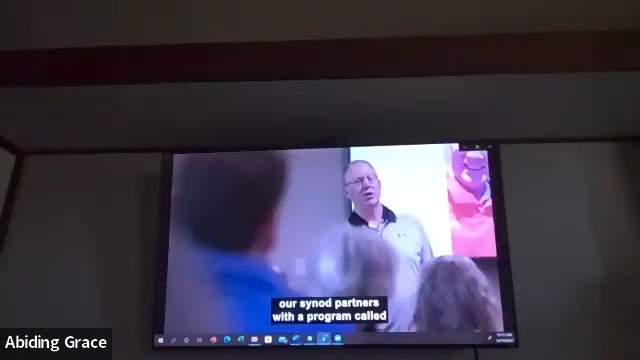 our synod partners
with a program called
Abiding Grace